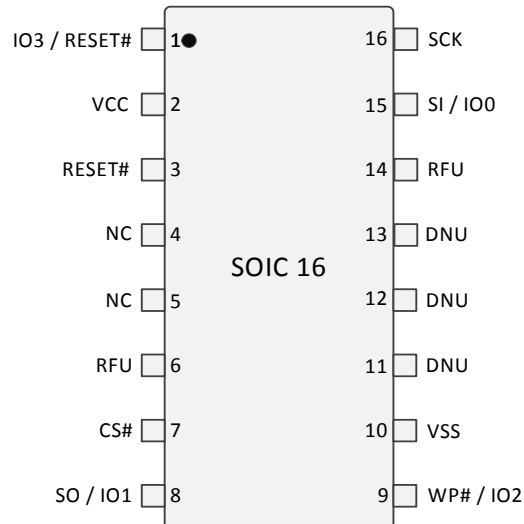 IO3 / RESET# 1 16 SCK
VCC 2 15 SI / IO0
RESET# 3 14 RFU
NC 4 13 DNU
SOIC 16
NC 5 12 DNU
RFU 6 11 DNU
CS# 7 10 VSS
SO / IO1 8 9 WP# / IO2